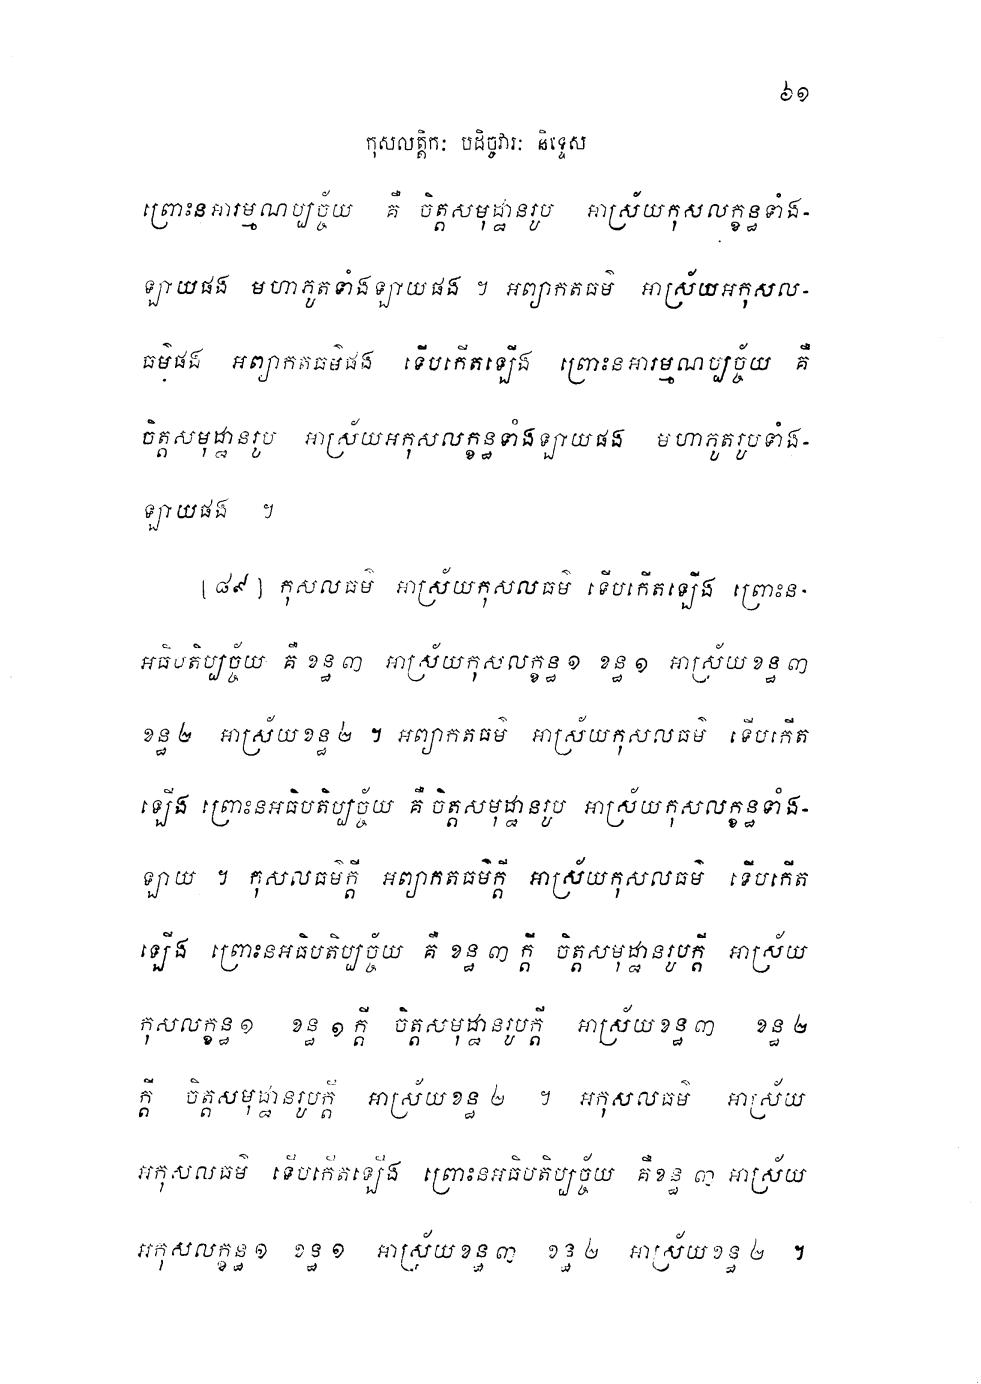 ៦១
កុសលត្តិកៈ បដិច្ចវារៈ និទ្ទេស
ព្រោះនអារម្មណប្បច្ច័យ គឺ ចិត្តសមុដ្ឋានរូប អាស្រ័យកុសលក្ខន្ធទាំង-
ឡាយផង មហាភូតទាំងឡាយផង ។ អព្យាកតធម៌ អាស្រ័យអកុសល-
ធម៌ផង អព្យាកតធម៌ផង ទើបកើតឡើង ព្រោះនអារម្មណប្បច្ច័យ គឺ
ចិត្តសមុដ្ឋានរូប អាស្រ័យអកុសលក្ខន្ធទាំងឡាយផង មហាភូតរូបទាំង-
ឡាយផង ។
[៨៩] កុសលធម៌ អាស្រ័យកុសលធម៌ ទើបកើតឡើង ព្រោះន-
អធិបតិប្បច្ច័យ គឺ ខន្ធ ៣ អាស្រ័យកុសលក្ខន្ធ ១ ខន្ធ ១ អាស្រ័យខន្ធ ៣
ខន្ធ ២ អាស្រ័យខន្ធ ២ ។ អព្យាកតធម៌ អាស្រ័យកុសលធម៌ ទើបកើត
ឡើង ព្រោះនអធិបតិប្បច្ច័យ គឺ ចិត្តសមុដ្ឋានរូប អាស្រ័យកុសលក្ខន្ធទាំង-
ឡាយ ។ កុសលធម៌ក្តី អព្យាកតធម៌ក្តី អាស្រ័យកុសលធម៌ ទើបកើត
ឡើង ព្រោះនអធិបតិប្បច្ច័យ គឺ ខន្ធ ៣ ក្តី ចិត្តសមុដ្ឋានរូបក្តី អាស្រ័យ
កុសលក្ខន្ធ ១ ខន្ធ ១ ក្តី ចិត្តសមុដ្ឋានរូបក្តី អាស្រ័យខន្ធ ៣ ខន្ធ ២
ក្តី ចិត្តសមុដ្ឋានរូបក្តី អាស្រ័យខន្ធ ២ ។ អកុសលធម៌ អាស្រ័យ
អកុសលធម៌ ទើបកើតឡើង ព្រោះនអធិបតិប្បច្ច័យ គឺខន្ធ ៣ អាស្រ័យ
អកុសលក្ខន្ធ ១ ខន្ធ ១ អាស្រ័យខន្ធ ៣ ខន្ធ ២ អាស្រ័យខន្ធ ២ ។